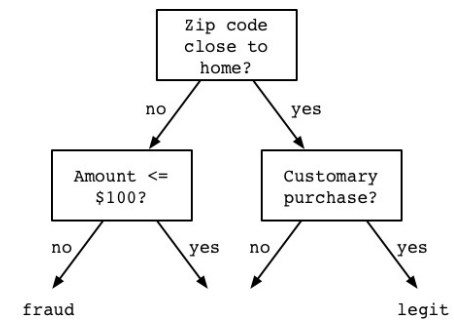 Zip code
close to
home?
no
yes
Amount <=
$100?
Customary
purchase?
no
yes
no
yes
fraud
legit